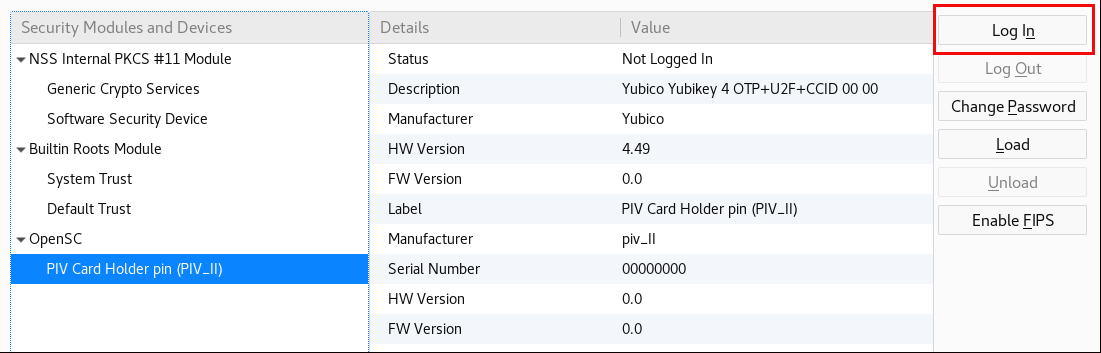 Security Modules and Devices Details Value
NSS Internal PKCS #11 Module Status Not Logged In
Generic Crypto Services Description Yubico Yubikey 4 OTP+U2F+CCID 00 00
Software Security Device Manufacturer Yubico
Builtin Roots Module HW Version 4.49
System Trust FW Version 0.0
Default Trust Label PIV Card Holder pin (PIV_II)
OpenSC Manufacturer piv_II
PIV Card Holder pin (PIV_II) Serial Number 00000000
HW Version 0.0
FW Version 0.0
Log In
Log Out
Change Password
Load
Unload
Enable FIPS